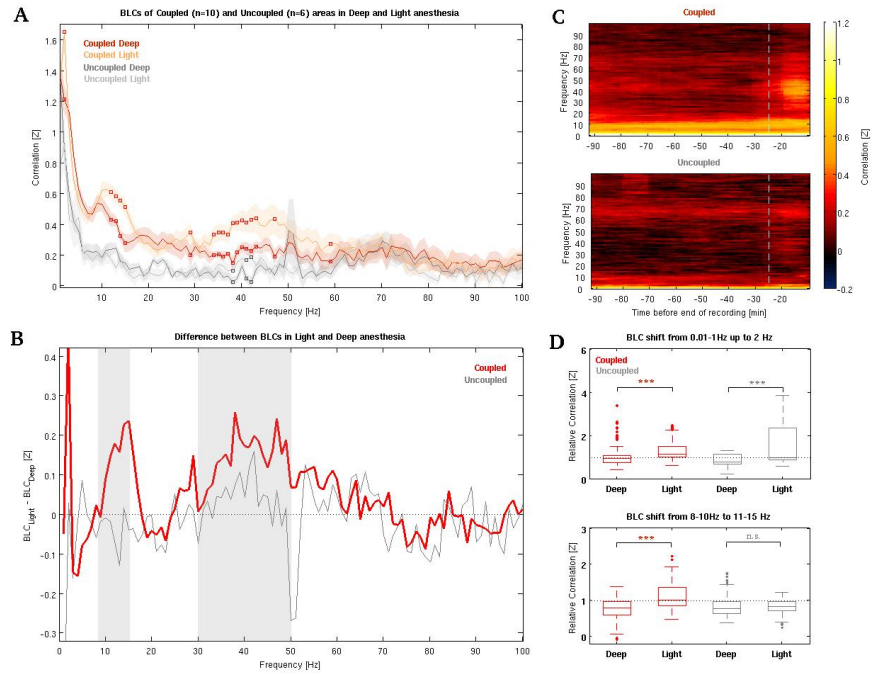 A
BLCs of Coupled (n=10) and Uncoupled (n=6) areas in Deep and Light anesthesia
Coupled Deep
Coupled Light
Uncoupled Deep
Uncoupled Light
Correlation [Z]
1.6
1.4
1.2
1
0.8
0.6
0.4
0.2
0
10 20 30 40 50 60 70 80 90 100
Frequency [Hz]
B
Difference between BLCs in Light and Deep anesthesia
Coupled
Uncoupled
BLC_Light - BLC_Deep [Z]
0.4
0.3
0.2
0.1
0
-0.1
-0.2
-0.3
0 10 20 30 40 50 60 70 80 90 100
Frequency [Hz]
C
Coupled
Frequency [Hz]
90
80
70
60
50
40
30
20
10
0
-90 -80 -70 -60 -50 -40 -30 -20
Uncoupled
Frequency [Hz]
90
80
70
60
50
40
30
20
10
0
-90 -80 -70 -60 -50 -40 -30 -20
Time before end of recording [min]
1.2
1
0.8
0.6
0.4
0.2
0
-0.2
Correlation [Z]
D
BLC shift from 0.01-1Hz up to 2 Hz
Coupled
Uncoupled
*** ***
Relative Correlation [Z]
6
4
2
1
0
Deep Light Deep Light
BLC shift from 8-10Hz to 11-15 Hz
*** n.s.
Relative Correlation [Z]
3
2
1
0
Deep Light Deep Light